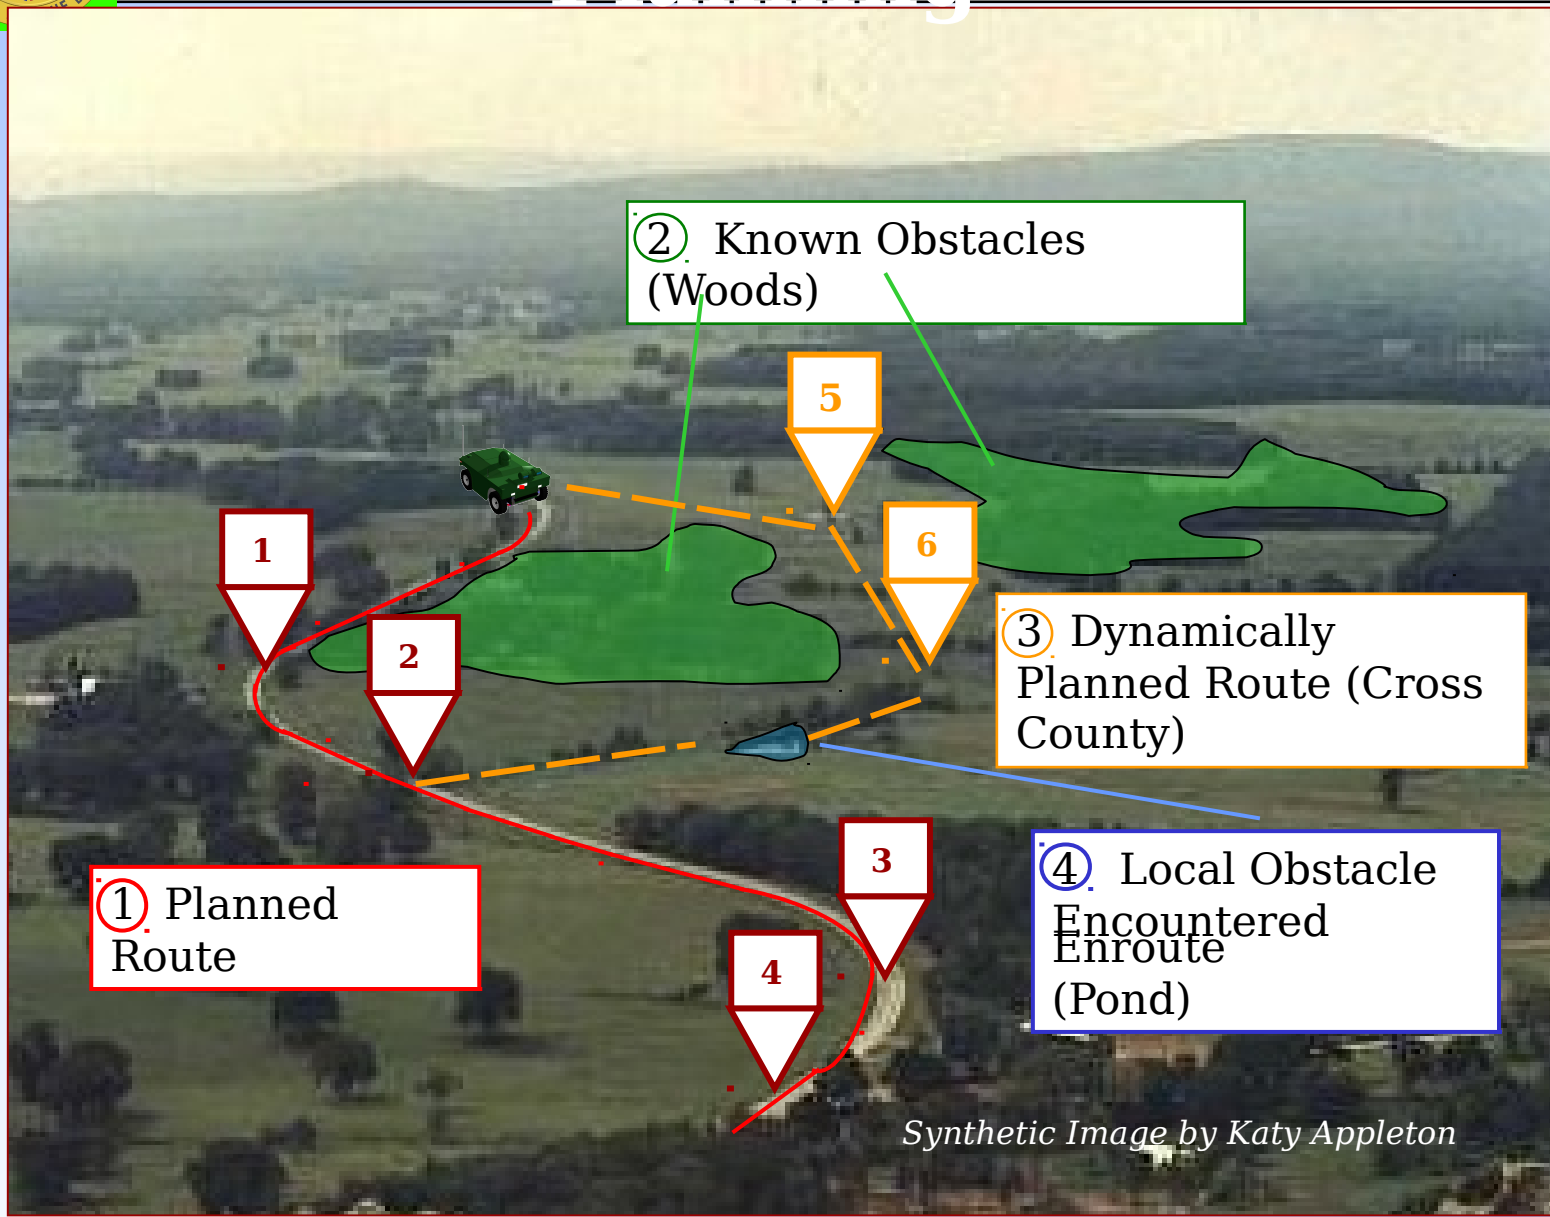 2 Known Obstacles
(Woods)
5
6
1
2
3 Dynamically
Planned Route (Cross
County)
3
4 Local Obstacle
Encountered
Enroute
(Pond)
1 Planned
Route
4
Synthetic Image by Katy Appleton